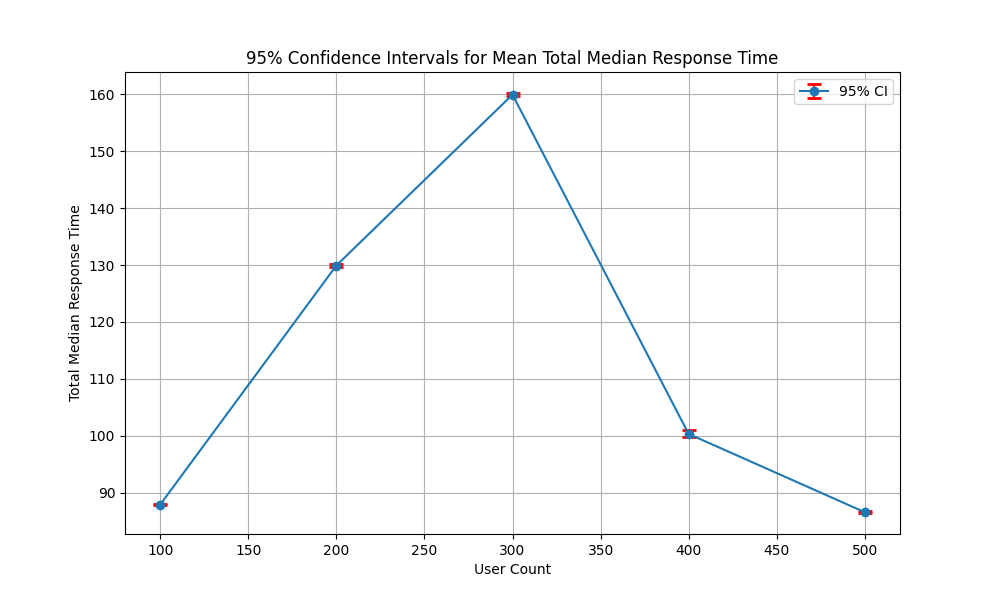 95% Confidence Intervals for Mean Total Median Response Time
95% CI
160
150
140
130
120
110
100
90
Total Median Response Time
100 150 200 250 300 350 400 450 500
User Count